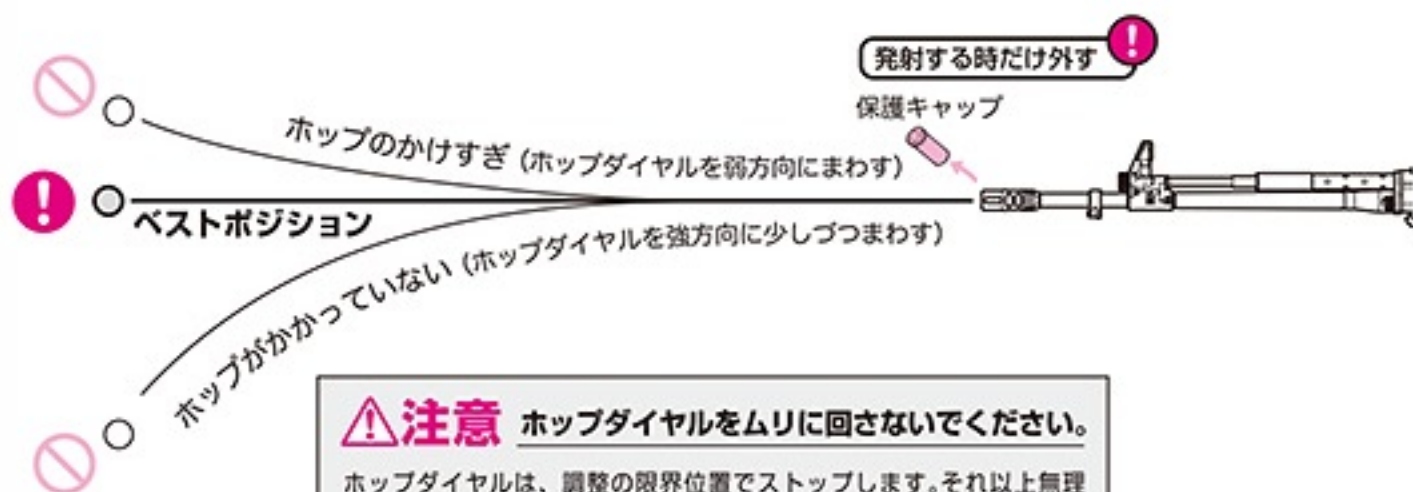 発射する時だけ外す
保護キャップ
ホップのかけすぎ（ホップダイヤルを弱方向にまわす）
ベストポジション
ホップがかかっていない（ホップダイヤルを強方向に少しづつまわす）
注意 ホップダイヤルをムリに回さないでください。
ホップダイヤルは、調整の限界位置でストップします。それ以上無理